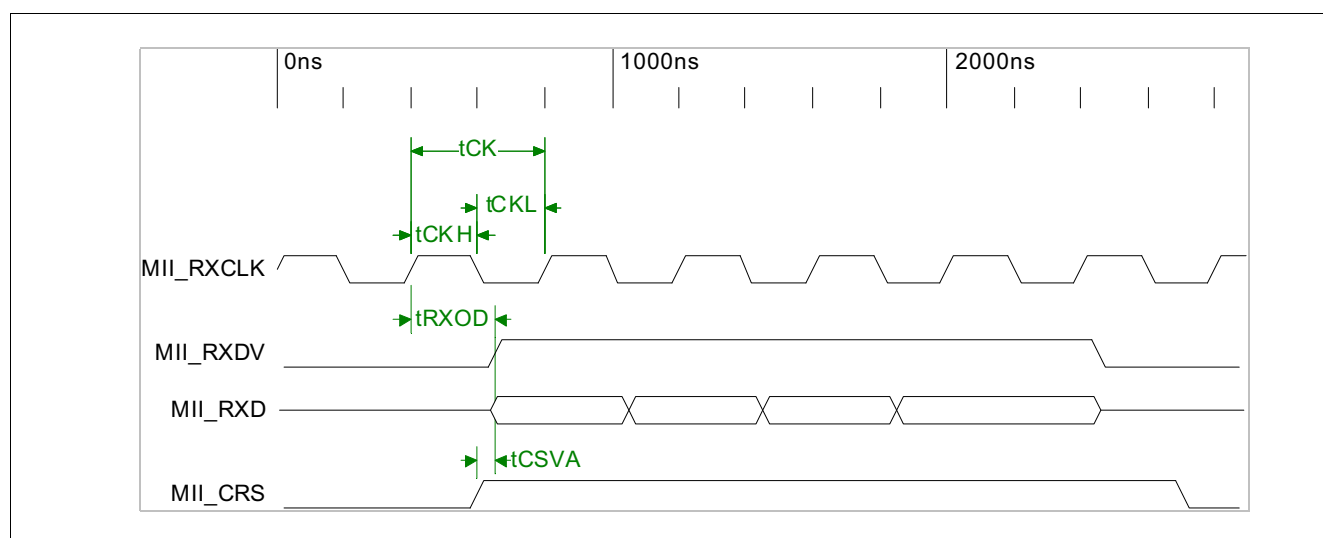 0ns 1000ns 2000ns
tCK
tCKL
tCKH
MII_RXCLK
tRXOD
MII_RXDV
MII_RXD
tCSVA
MII_CRS